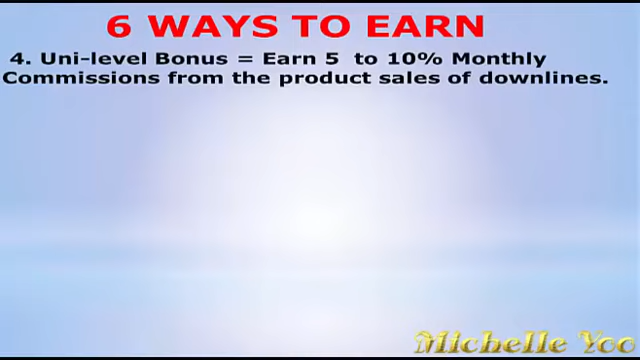 6 WAYS TO EARN
4. Uni-level Bonus = Earn 5 to 10% Monthly
Commissions from the product sales of downlines.
Michelle Yoo